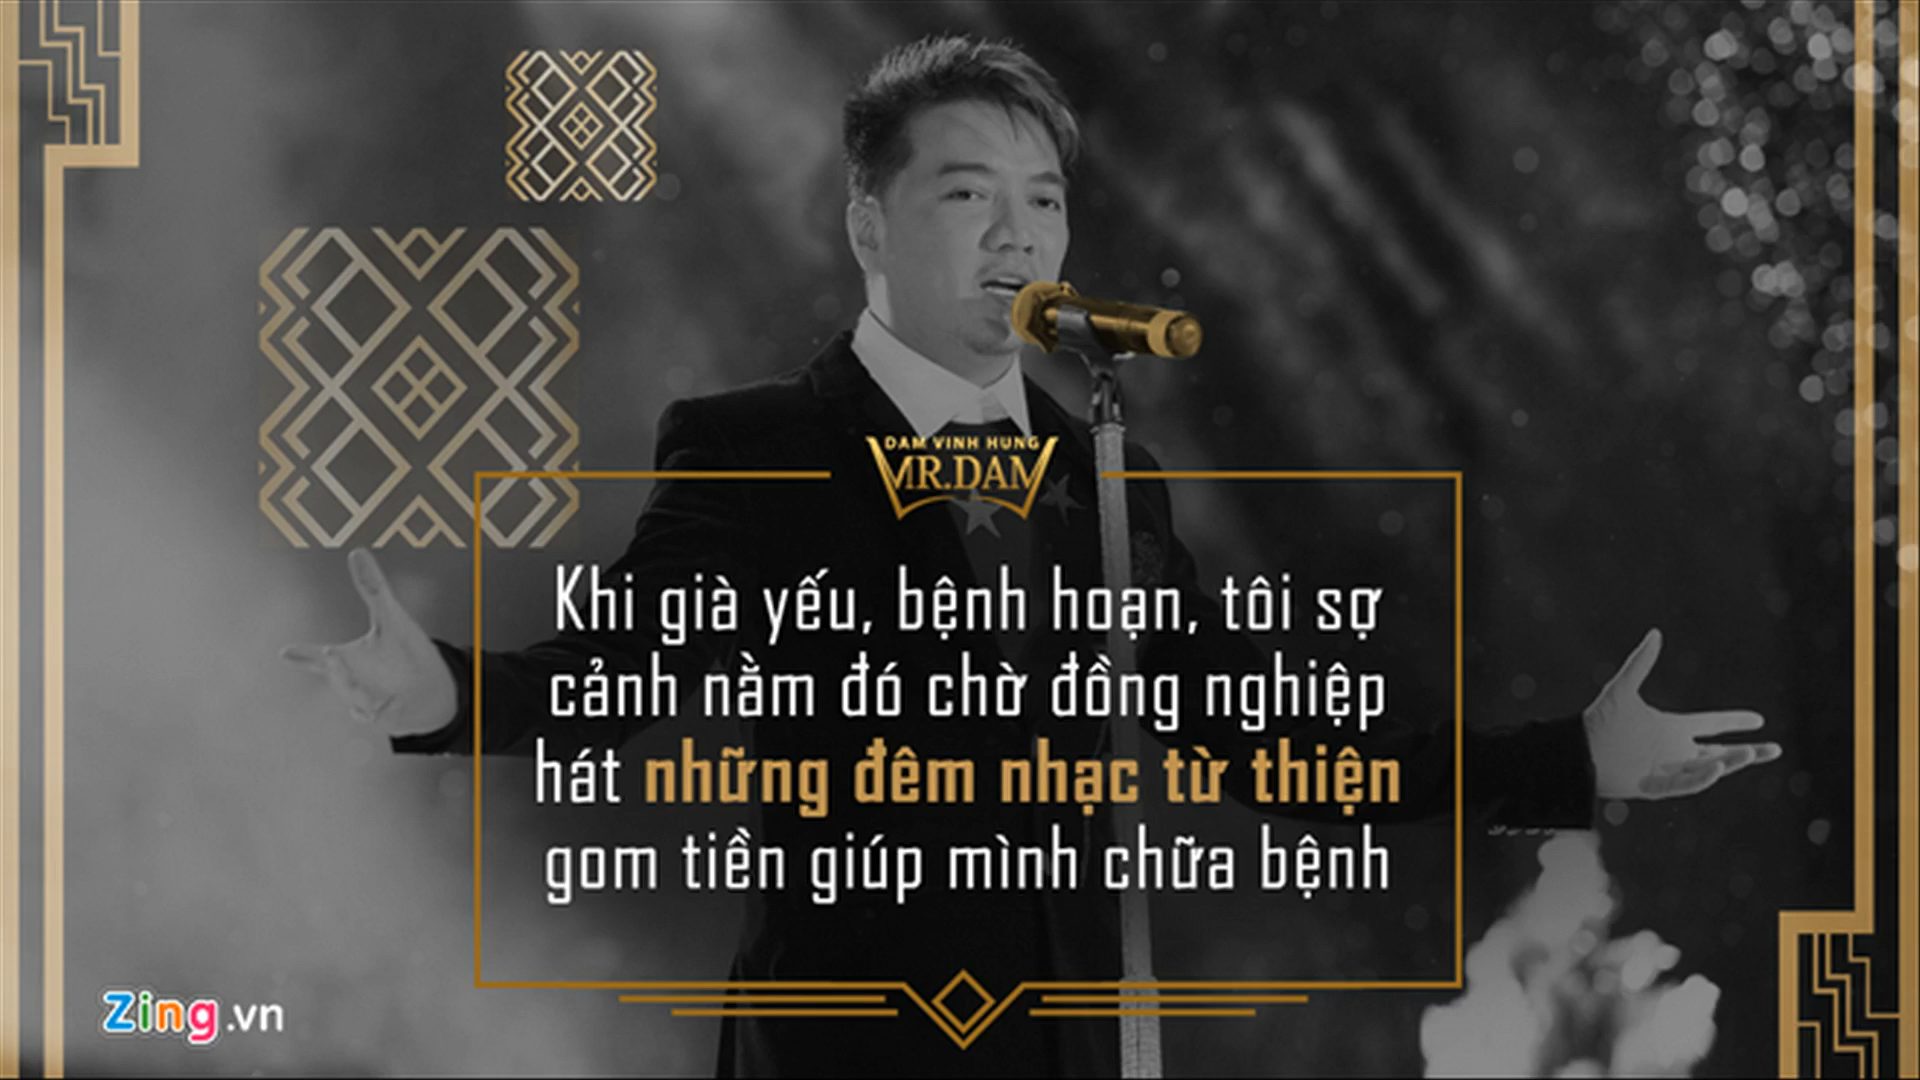 DAM VINH HUNG
MR.DAM
Khi già yếu, bệnh hoạn, tôi sợ
cảnh nằm đó chờ đồng nghiệp
hát những đêm nhạc từ thiện
gom tiền giúp mình chữa bệnh
Zing.vn